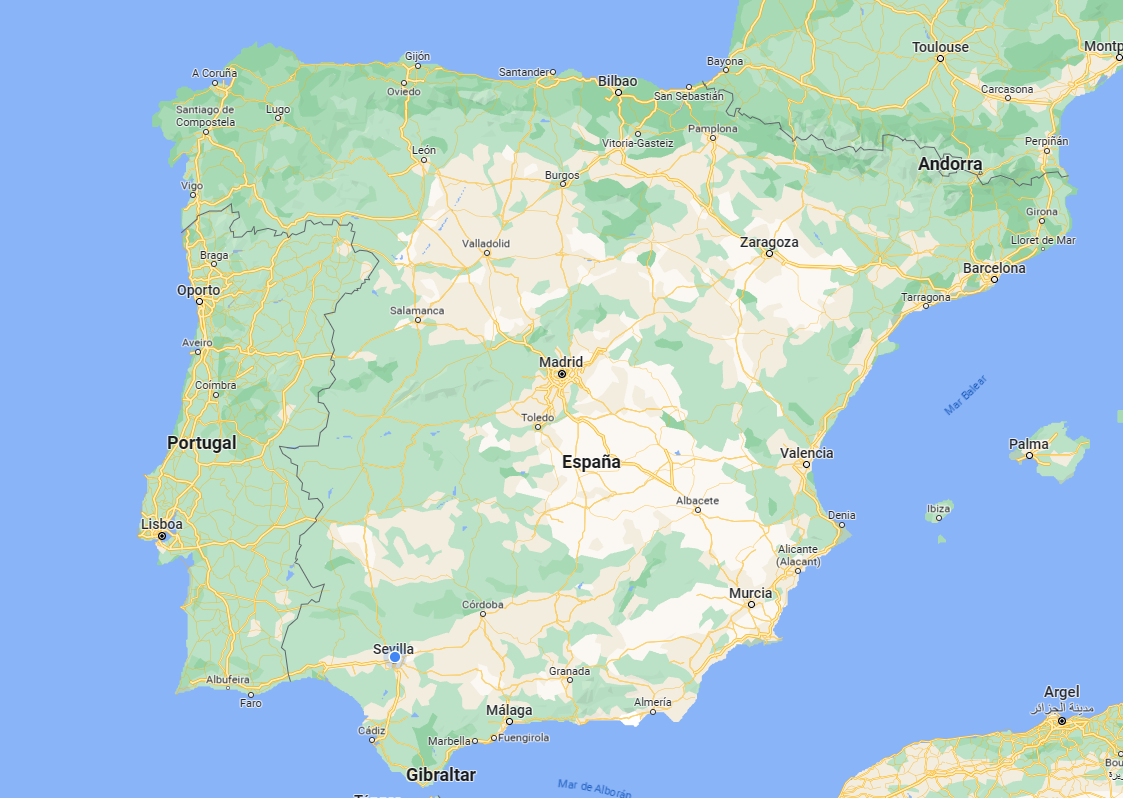 Toulouse
Montp
Gijón
Bayona
A Coruña
Santander
Bilbao
Oviedo
San Sebastián
Carcasona
Santiago de
Compostela
Lugo
Pamplona
Vitoria-Gasteiz
Perpiñán
León
Andorra
Burgos
Vigo
Girona
Valladolid
Zaragoza
Lloret de Mar
Braga
Barcelona
Oporto
Tarragona
Salamanca
Aveiro
Madrid
Coímbra
Mar Balear
Toledo
Portugal
Palma
Valencia
España
Albacete
Ibiza
Denia
Lisboa
Alicante
(Alacant)
Murcia
Córdoba
Sevilla
Granada
Albufeira
Faro
Almería
Argel
مدينة الجزائر
Málaga
Cádiz
Marbella
Fuengirola
Bou
Gibraltar
Mar de Alborán